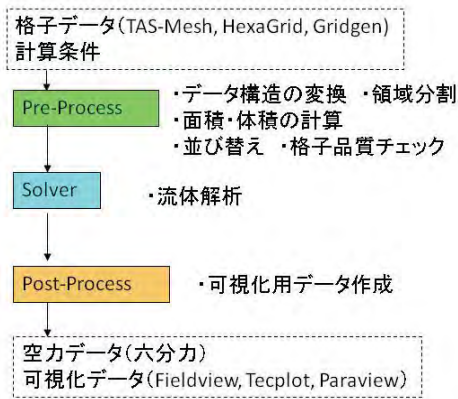 格子データ(TAS-Mesh, HexaGrid, Gridgen)
計算条件
Pre-Process
・データ構造の変換 ・領域分割
・面積・体積の計算
・並び替え ・格子品質チェック
Solver
・流体解析
Post-Process
・可視化用データ作成
空力データ(六分力)
可視化データ(Fieldview, Tecplot, Paraview)